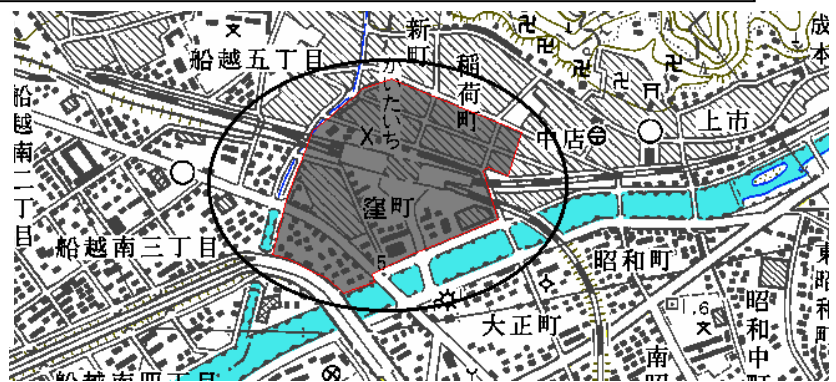 船越五丁目
新町
稲荷町
かいたいち
成本
中店
上市
船越南二丁目
窪町
船越南三丁目
5
昭和町
大正町
1.6
東昭和町
昭和中町
南昭
船越南四丁目